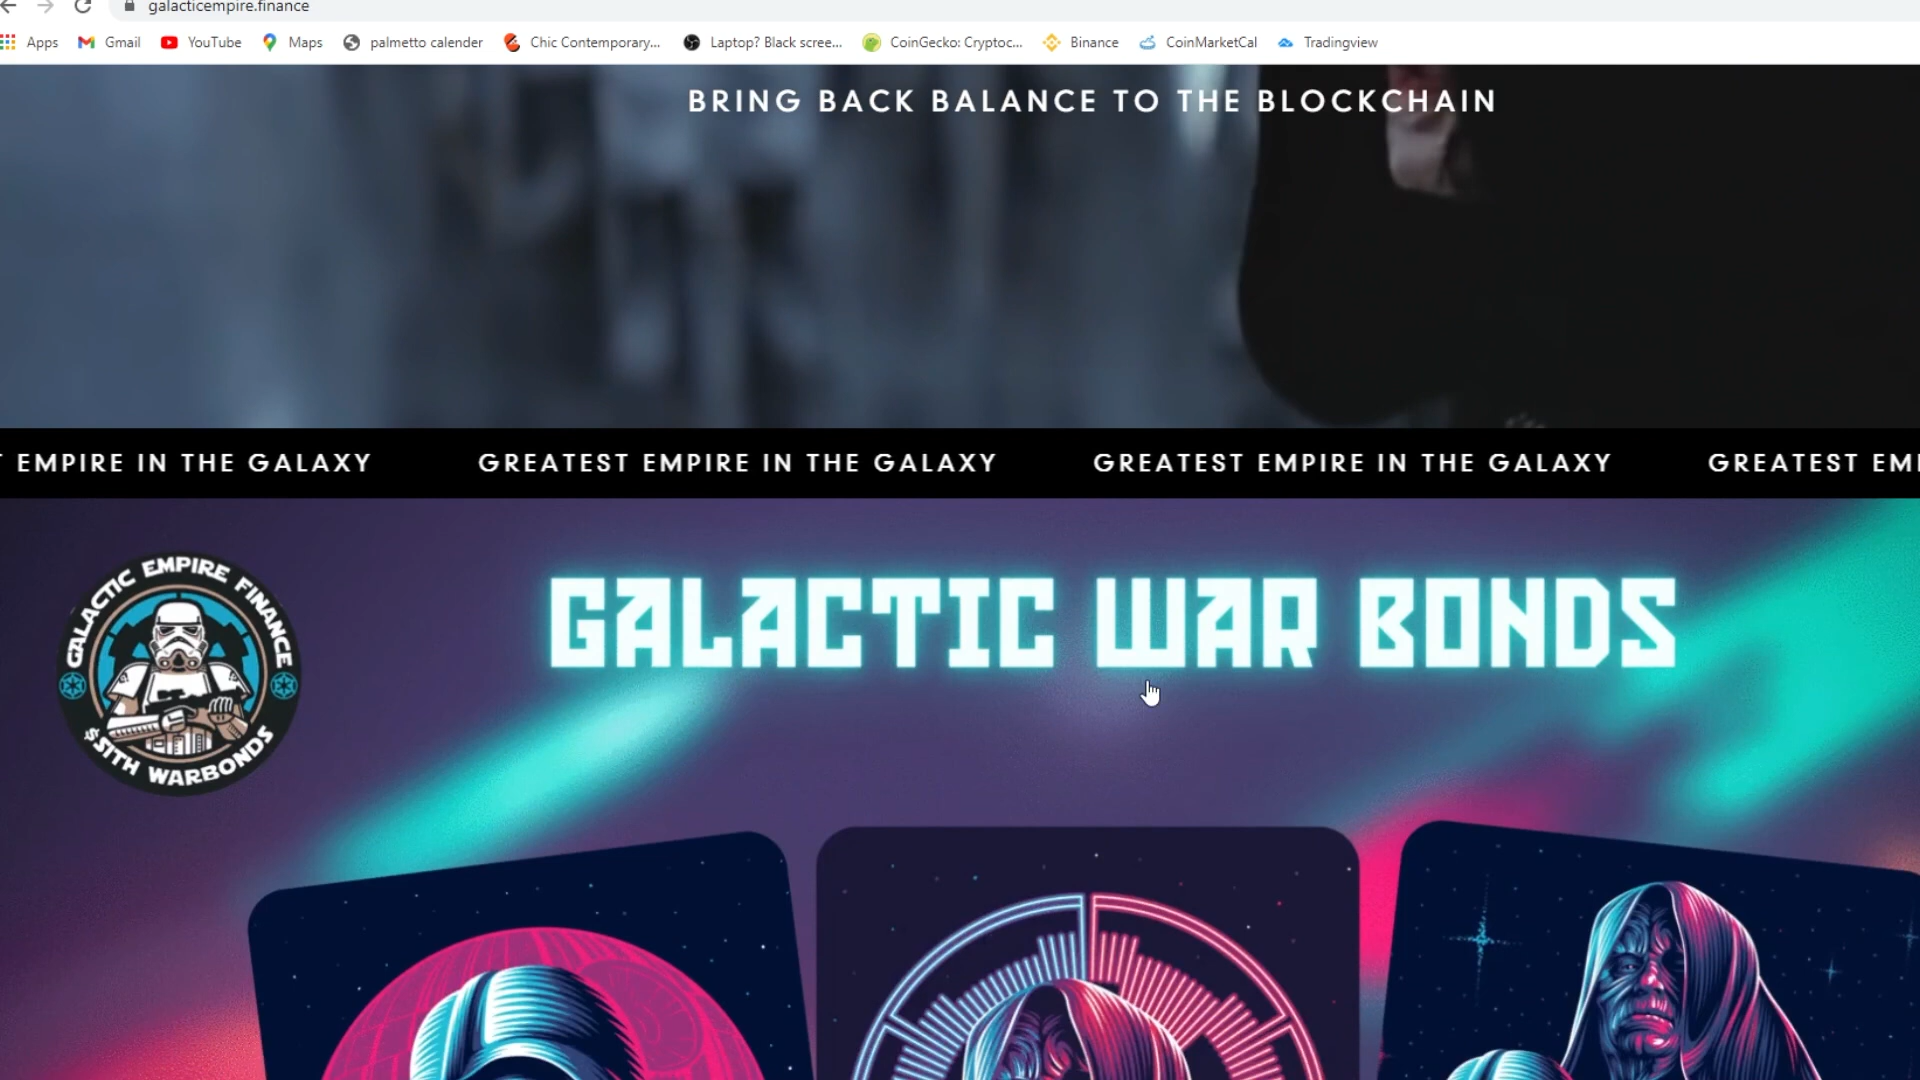 galacticempire.finance
Apps Gmail YouTube Maps palmetto calender Chic Contemporary... Laptop? Black scree... CoinGecko: Cryptoc... Binance CoinMarketCal Tradingview
BRING BACK BALANCE TO THE BLOCKCHAIN
EMPIRE IN THE GALAXY GREATEST EMPIRE IN THE GALAXY GREATEST EMPIRE IN THE GALAXY GREATEST EM
GALACTIC EMPIRE FINANCE
$SITH WARBONDS
GALACTIC WAR BONDS